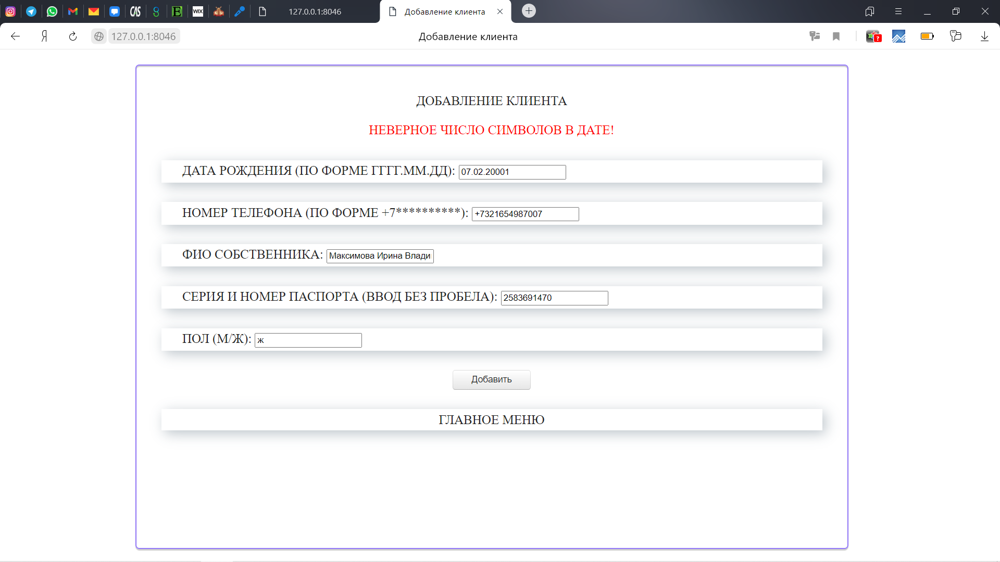 CAS
WIX
127.0.0.1:8046
Добавление клиента
127.0.0.1:8046
Добавление клиента
ДОБАВЛЕНИЕ КЛИЕНТА
НЕВЕРНОЕ ЧИСЛО СИМВОЛОВ В ДАТЕ!
ДАТА РОЖДЕНИЯ (ПО ФОРМЕ ГГГГ.ММ.ДД): 07.02.20001
НОМЕР ТЕЛЕФОНА (ПО ФОРМЕ +7**********): +7321654987007
ФИО СОБСТВЕННИКА: Максимова Ирина Влади
СЕРИЯ И НОМЕР ПАСПОРТА (ВВОД БЕЗ ПРОБЕЛА): 2583691470
ПОЛ (М/Ж): ж
Добавить
ГЛАВНОЕ МЕНЮ